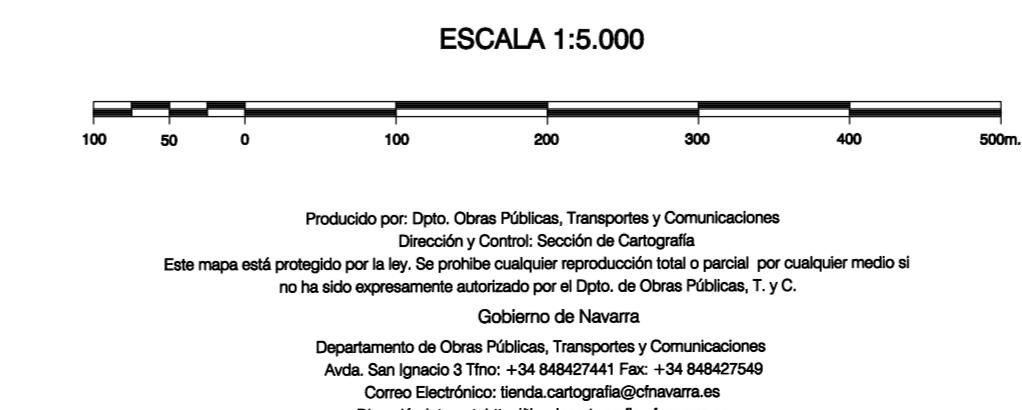 ESCALA 1:5.000
100 50 0 100 200 300 400 500m.
Producido por: Dpto. Obras Públicas, Transportes y Comunicaciones
Dirección y Control: Sección de Cartografía
Este mapa está protegido por la ley. Se prohibe cualquier reproducción total o parcial por cualquier medio si
no ha sido expresamente autorizado por el Dpto. de Obras Públicas, T. y C.
Gobierno de Navarra
Departamento de Obras Públicas, Transportes y Comunicaciones
Avda. San Ignacio 3 Tfno: +34 848427441 Fax: +34 848427549
Correo Electrónico: tienda.cartografia@cfnavarra.es